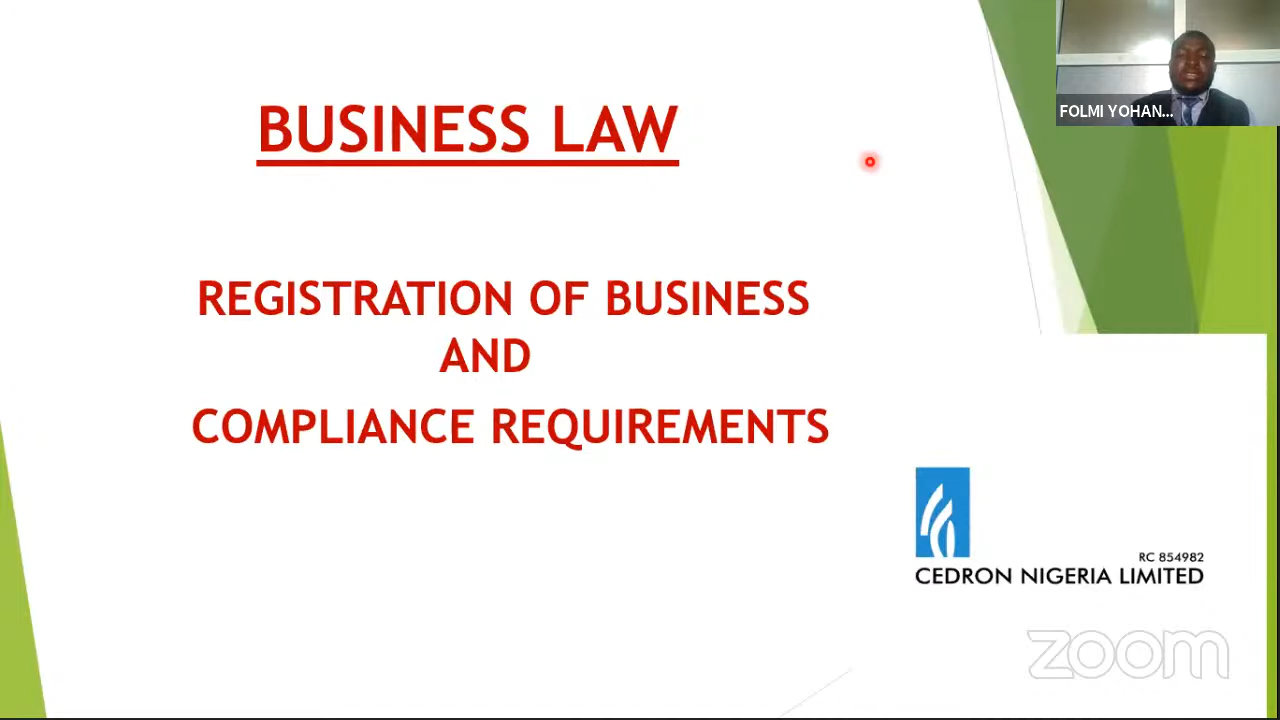 BUSINESS LAW
FOLMI YOHAN...
REGISTRATION OF BUSINESS
AND
COMPLIANCE REQUIREMENTS
RC 854982
CEDRON NIGERIA LIMITED
zoom